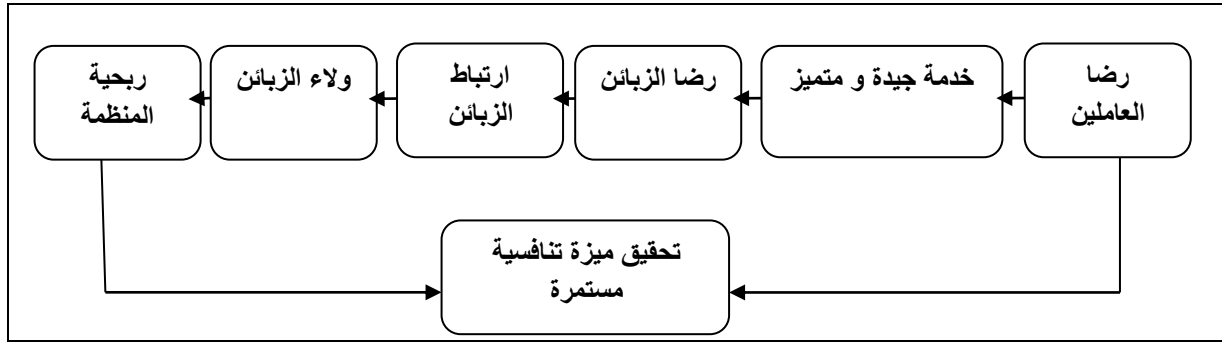 رضا
العاملين
خدمة جيدة و متميز
رضا الزبائن
ارتباط
الزبائن
ولاء الزبائن
ربحية
المنظمة
تحقيق ميزة تنافسية
مستمرة